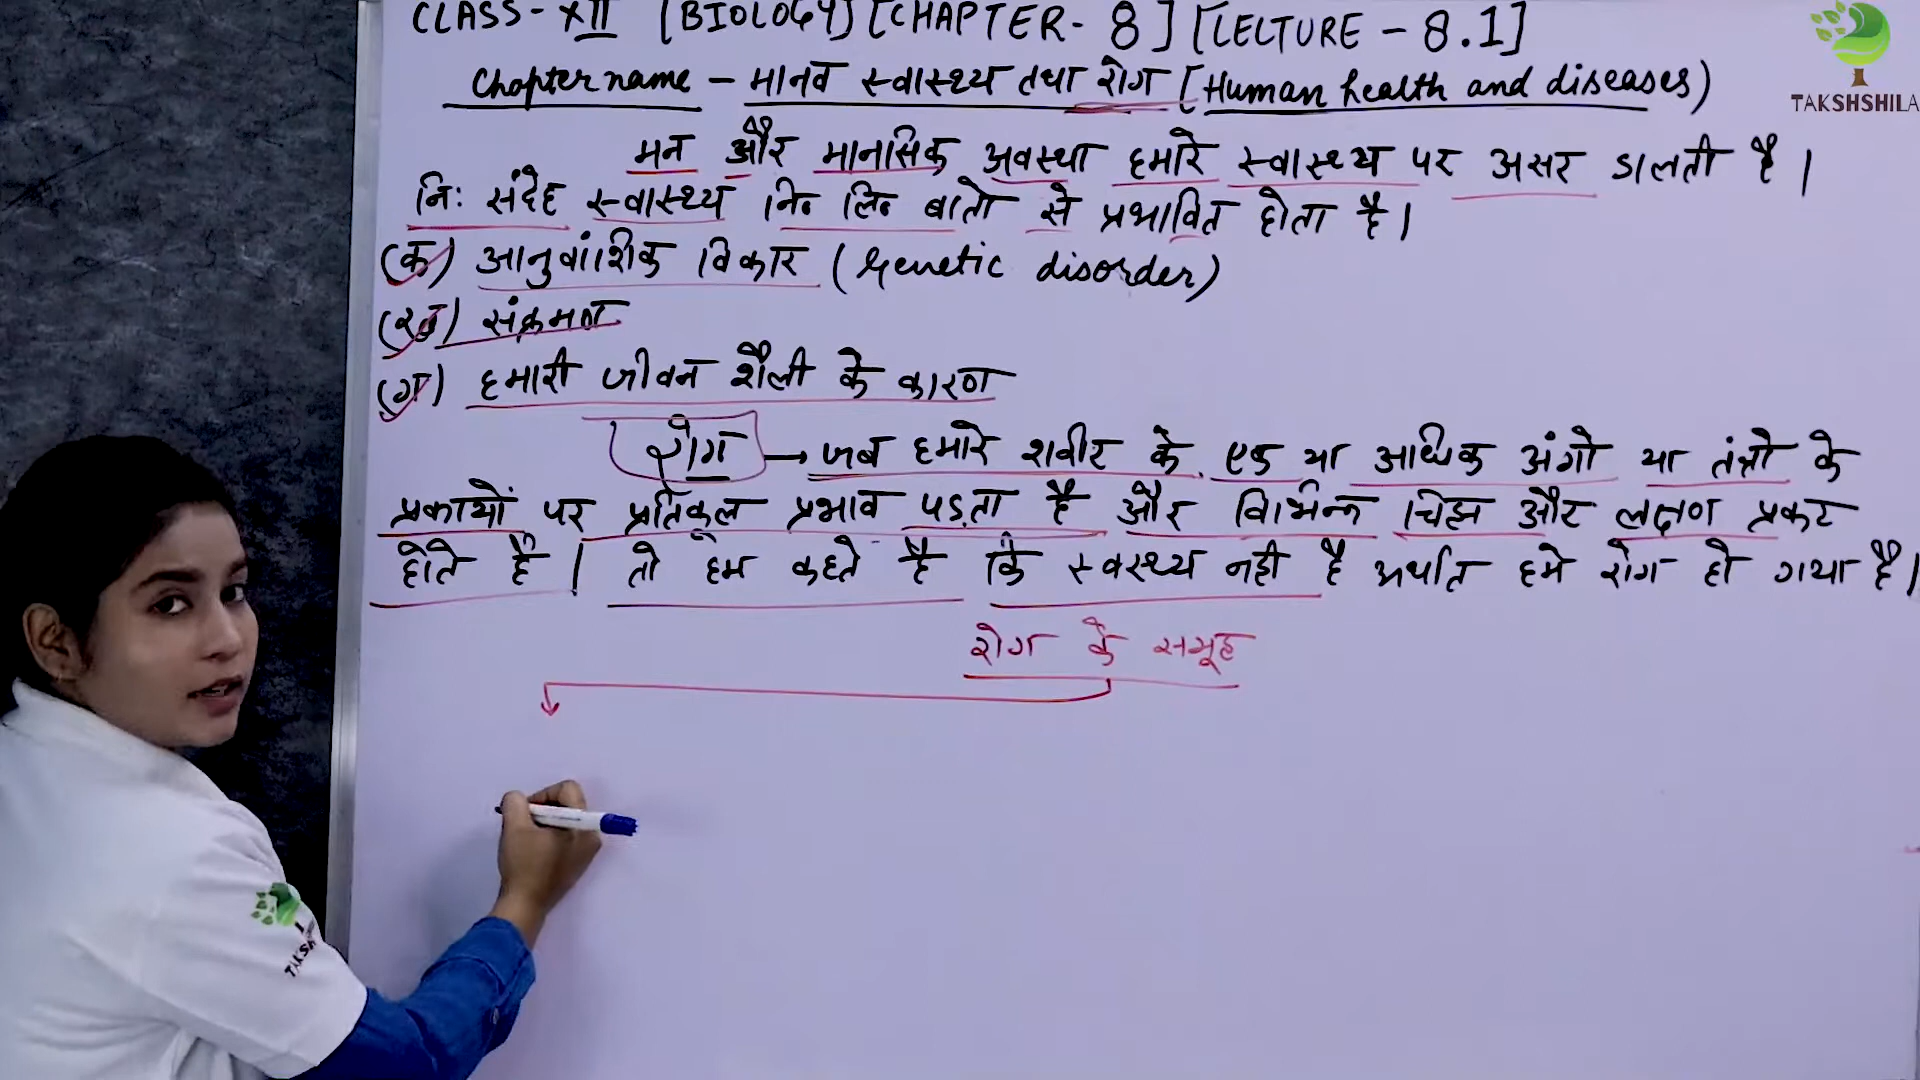 CLASS - XII [BIOLOGY] [CHAPTER - 8] [LECTURE - 8.1]
TAKSHSHILA
Chapter name - मानव स्वास्थ्य तथा रोग [Human health and diseases)
मन और मानसिक अवस्था हमारे स्वास्थ्य पर असर डालती है।
निः संदेह स्वास्थ्य निन लिन बातो से प्रभावित होता है।
(क) आनुवांशिक विकार (Genetic disorder)
(ख) संक्रमण
(ग) हमारी जीवन शैली के कारण
रोग → जब हमारे शरीर के एक या अधिक अंगो या तंत्रो के
प्रकायों पर प्रतिकूल प्रभाव पड़ता है और विभिन्न चिह्न और लक्षण प्रकट
होते है। तो हम कहते है कि स्वस्थ्य नही है अर्थात हमे रोग हो गया है।
रोग के समूह